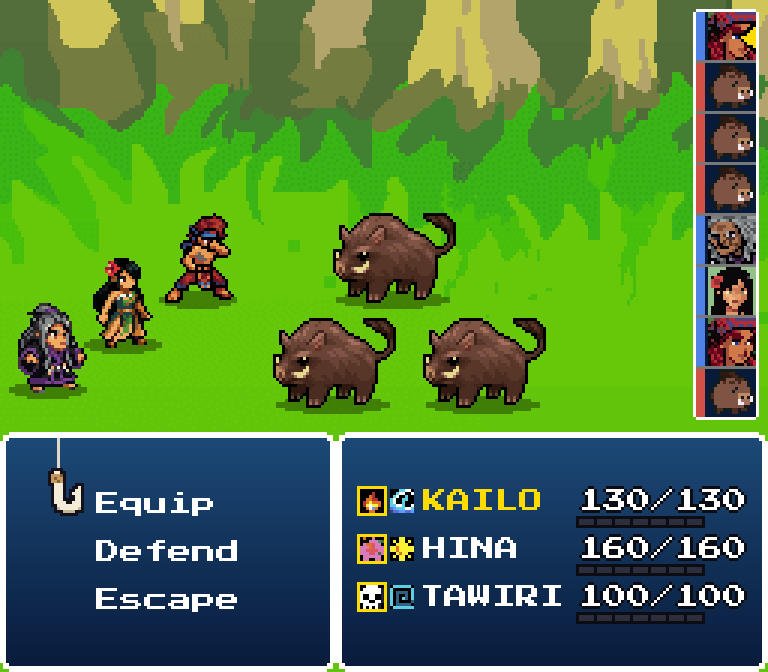 Equip
Defend
Escape
KAILO 130/130
HINA 160/160
TAWIRI 100/100